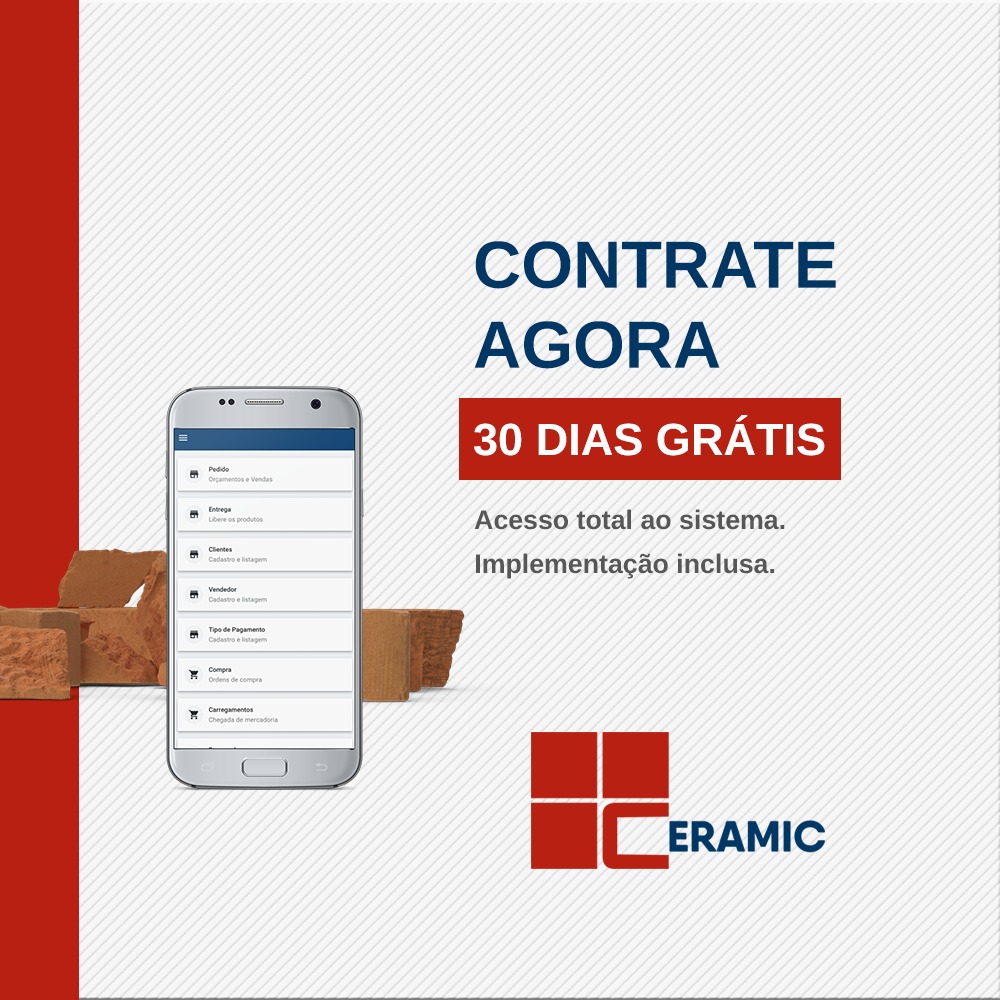 CONTRATE
AGORA
30 DIAS GRÁTIS
Acesso total ao sistema.
Implementação inclusa.
Pedido
Orçamentos e Vendas
Entrega
Libere os produtos
Clientes
Cadastro e listagem
Vendedor
Cadastro e listagem
Tipo de Pagamento
Cadastro e listagem
Compra
Ordens de compra
Carregamentos
Chegada de mercadoria
CERAMIC